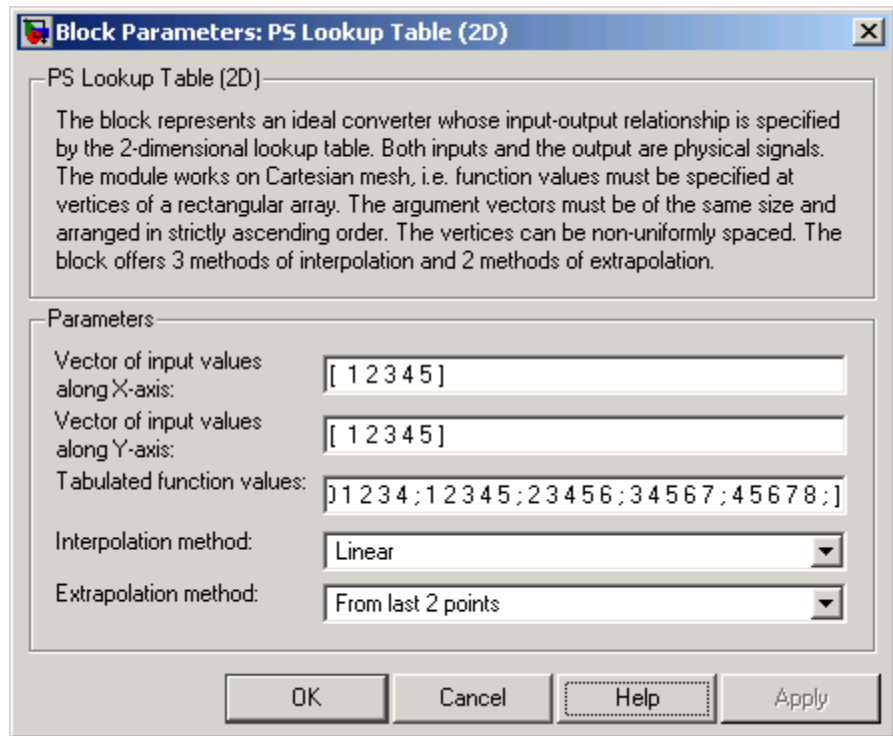 Block Parameters: PS Lookup Table (2D)
PS Lookup Table (2D)
The block represents an ideal converter whose input-output relationship is specified
by the 2-dimensional lookup table. Both inputs and the output are physical signals.
The module works on Cartesian mesh, i.e. function values must be specified at
vertices of a rectangular array. The argument vectors must be of the same size and
arranged in strictly ascending order. The vertices can be non-uniformly spaced. The
block offers 3 methods of interpolation and 2 methods of extrapolation.
Parameters
Vector of input values
along X-axis:
[ 1 2 3 4 5 ]
Vector of input values
along Y-axis:
[ 1 2 3 4 5 ]
Tabulated function values:
1 2 3 4 ; 1 2 3 4 5 ; 2 3 4 5 6 ; 3 4 5 6 7 ; 4 5 6 7 8 ; ]
Interpolation method:
Linear
Extrapolation method:
From last 2 points
OK
Cancel
Help
Apply